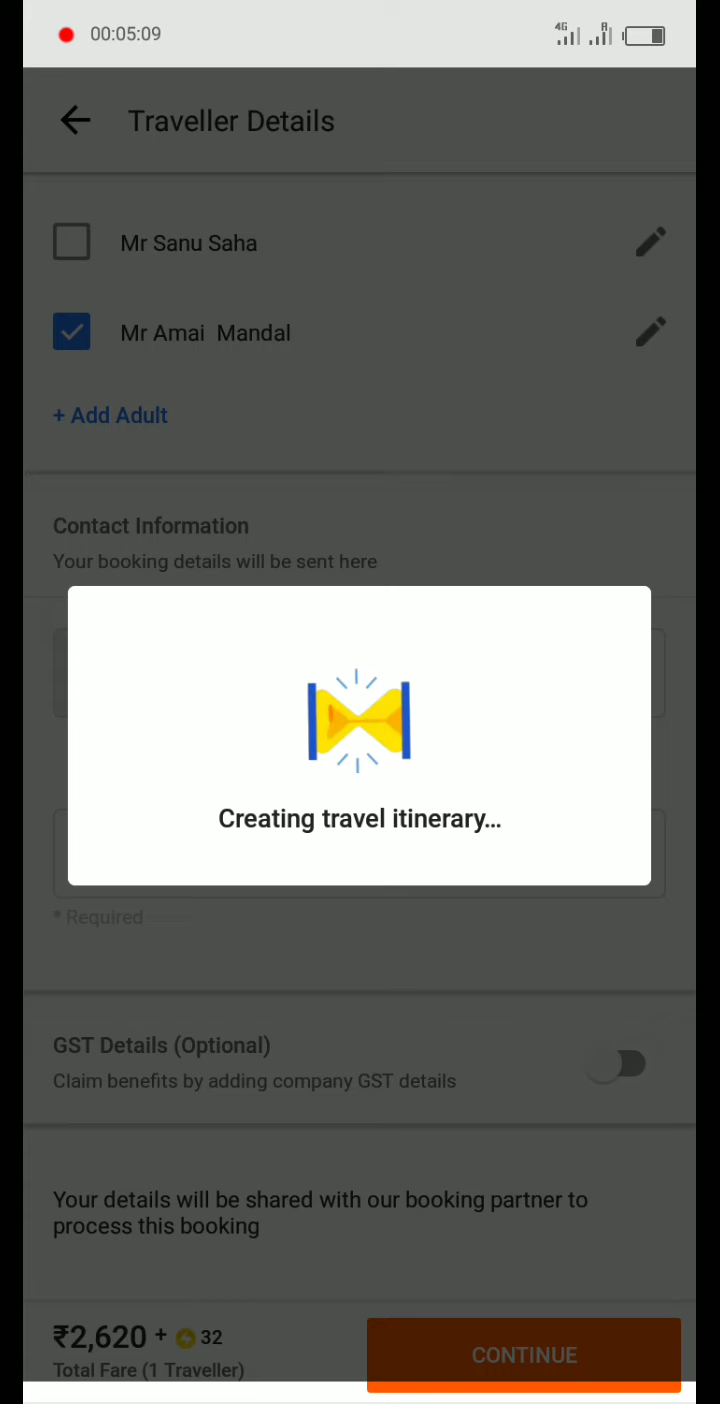 00:05:09
4G R
Traveller Details
Mr Sanu Saha
Mr Amai  Mandal
+ Add Adult
Contact Information
Your booking details will be sent here
Creating travel itinerary...
* Required
GST Details (Optional)
Claim benefits by adding company GST details
Your details will be shared with our booking partner to
process this booking
₹2,620 + 32
Total Fare (1 Traveller)
CONTINUE